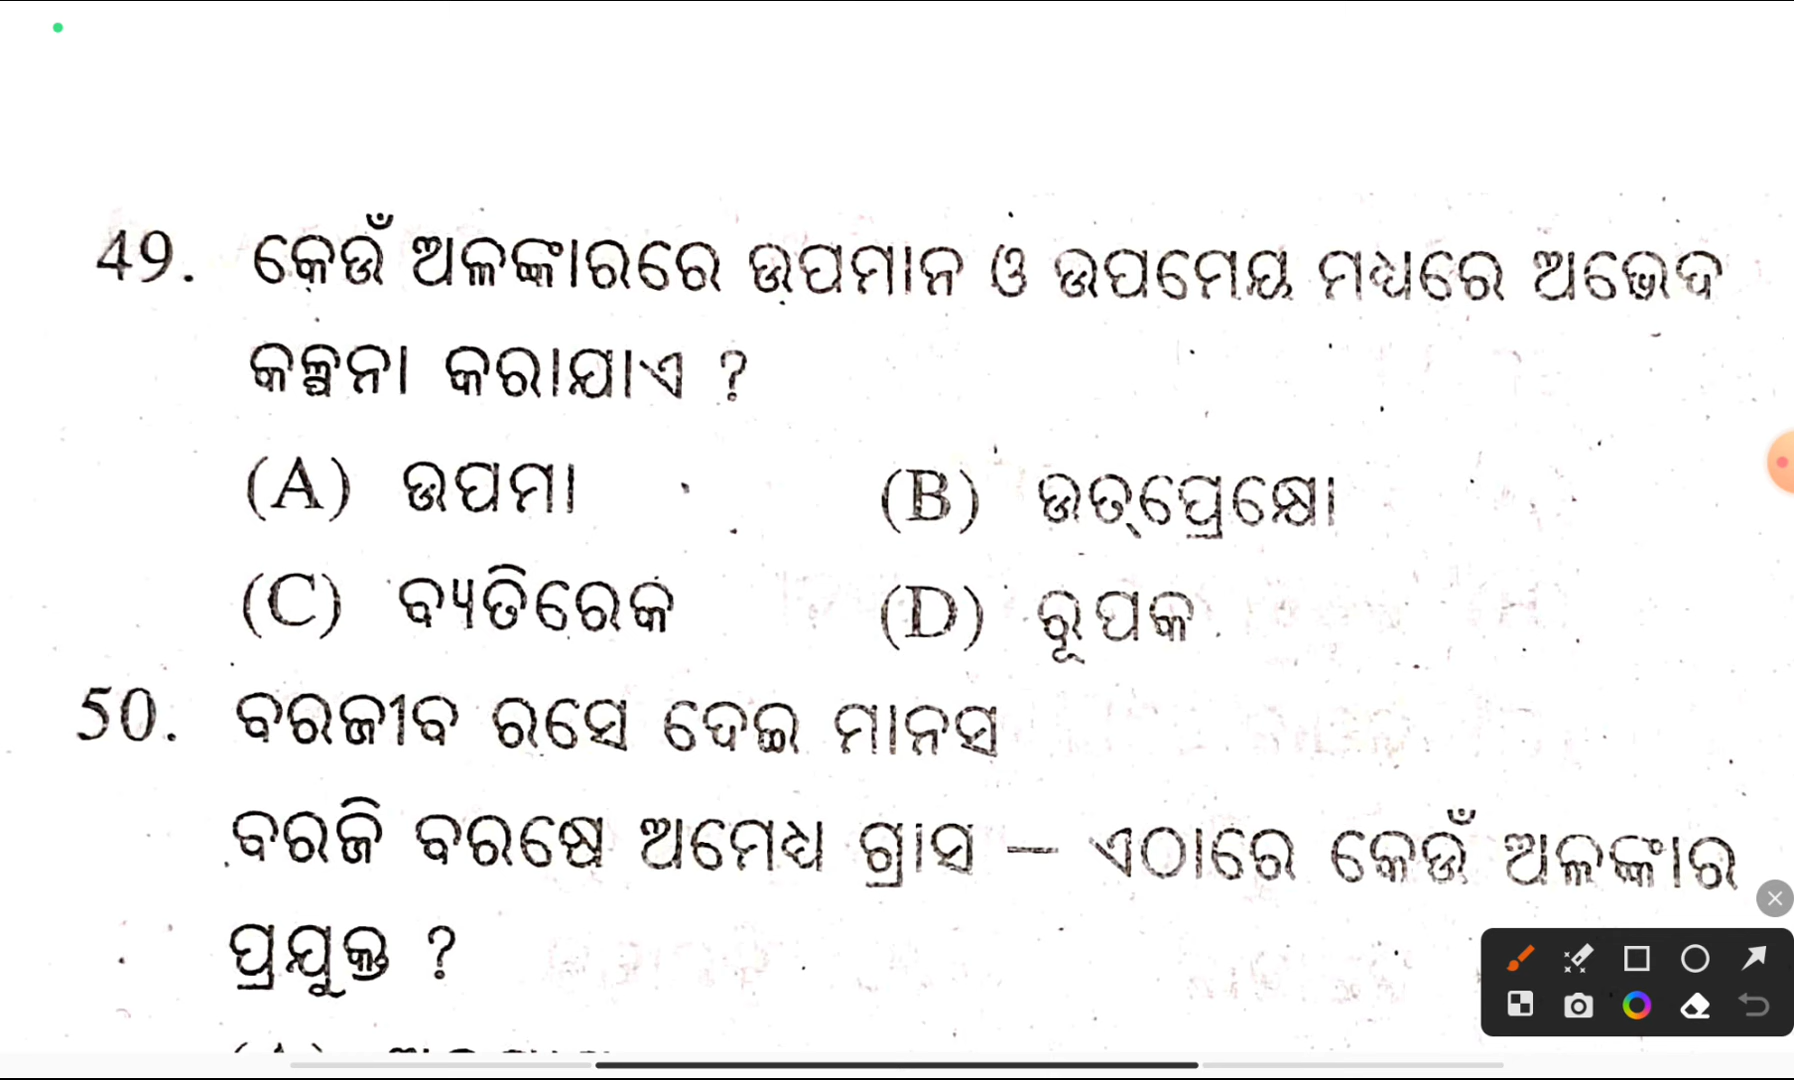 49. କେଉଁ ଅଳଙ୍କାରରେ ଉପମାନ ଓ ଉପମେୟ ମଧ୍ୟରେ ଅଭେଦ
କଳ୍ପନା କରାଯାଏ ?
(A) ଉପମା (B) ଉତ୍‌ପ୍ରେକ୍ଷୋ
(C) ବ୍ୟତିରେକ (D) ରୂପକ
50. ବରଜୀବ ରସେ ଦେଇ ମାନସ
ବରଜି ବରଷେ ଅମେଧ୍ୟ ଗ୍ରାସ – ଏଠାରେ କେଉଁ ଅଳଙ୍କାର
ପ୍ରଯୁକ୍ତ ?